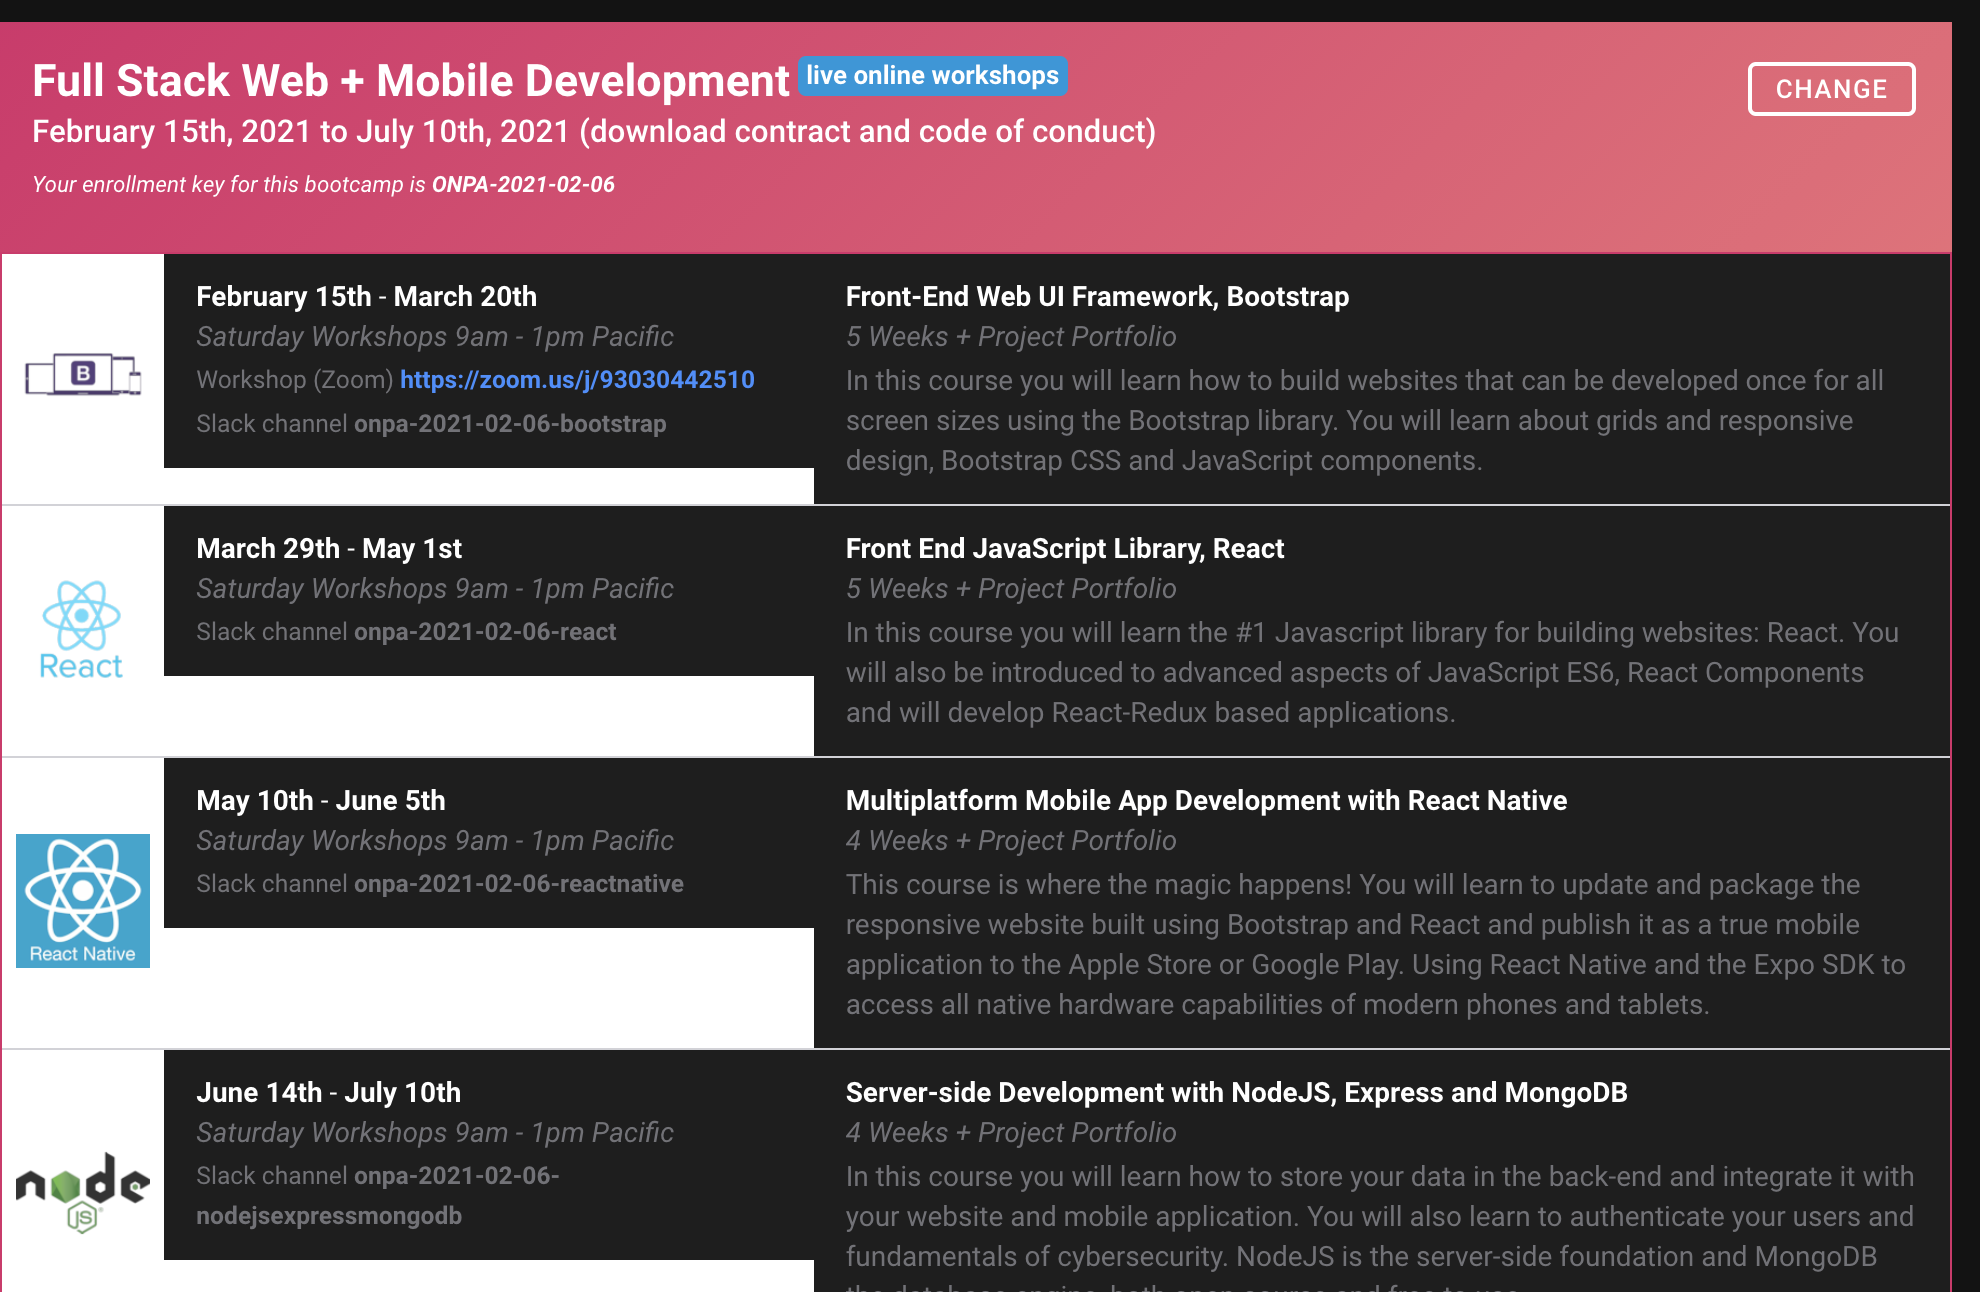 Full Stack Web + Mobile Development live online workshops
CHANGE
February 15th, 2021 to July 10th, 2021 (download contract and code of conduct)
Your enrollment key for this bootcamp is ONPA-2021-02-06
B
February 15th - March 20th
Saturday Workshops 9am - 1pm Pacific
Workshop (Zoom) https://zoom.us/j/93030442510
Slack channel onpa-2021-02-06-bootstrap
Front-End Web UI Framework, Bootstrap
5 Weeks + Project Portfolio
In this course you will learn how to build websites that can be developed once for all
screen sizes using the Bootstrap library. You will learn about grids and responsive
design, Bootstrap CSS and JavaScript components.
React
March 29th - May 1st
Saturday Workshops 9am - 1pm Pacific
Slack channel onpa-2021-02-06-react
Front End JavaScript Library, React
5 Weeks + Project Portfolio
In this course you will learn the #1 Javascript library for building websites: React. You
will also be introduced to advanced aspects of JavaScript ES6, React Components
and will develop React-Redux based applications.
React Native
May 10th - June 5th
Saturday Workshops 9am - 1pm Pacific
Slack channel onpa-2021-02-06-reactnative
Multiplatform Mobile App Development with React Native
4 Weeks + Project Portfolio
This course is where the magic happens! You will learn to update and package the
responsive website built using Bootstrap and React and publish it as a true mobile
application to the Apple Store or Google Play. Using React Native and the Expo SDK to
access all native hardware capabilities of modern phones and tablets.
node
JS
June 14th - July 10th
Saturday Workshops 9am - 1pm Pacific
Slack channel onpa-2021-02-06-
nodejsexpressmongodb
Server-side Development with NodeJS, Express and MongoDB
4 Weeks + Project Portfolio
In this course you will learn how to store your data in the back-end and integrate it with
your website and mobile application. You will also learn to authenticate your users and
fundamentals of cybersecurity. NodeJS is the server-side foundation and MongoDB